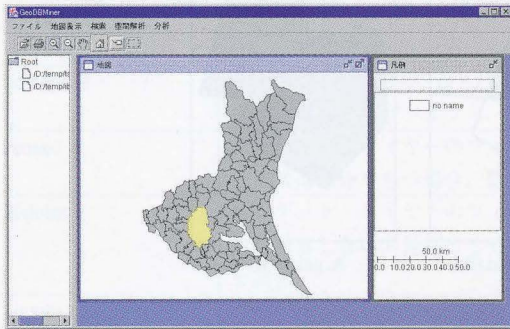 GeoDBMiner
ファイル 地図表示 検索 空間解析 分析
Root
/D:/temp/ts
/D:/temp/ib
地図
凡例
no name
50.0 km
0.0 10.0 20.0 30.0 40.0 50.0